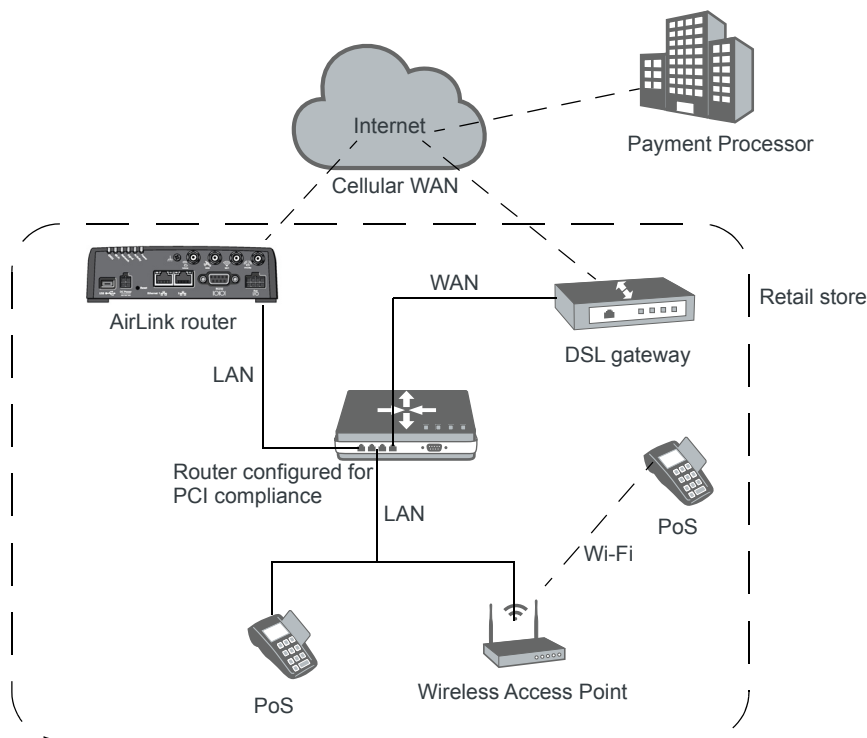 Internet
Cellular WAN
Payment Processor
AirLink router
WAN
Retail store
DSL gateway
LAN
Router configured for
PCI compliance
LAN
PoS
Wi-Fi
PoS
Wireless Access Point